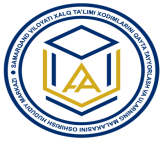 SAMARQAND VILOYATI XALQ TA'LIMI XODIMLARINI QAYTA TAYYORLASH VA ULARNING MALAKASINI OSHIRISH HUDUDIY MARKAZI